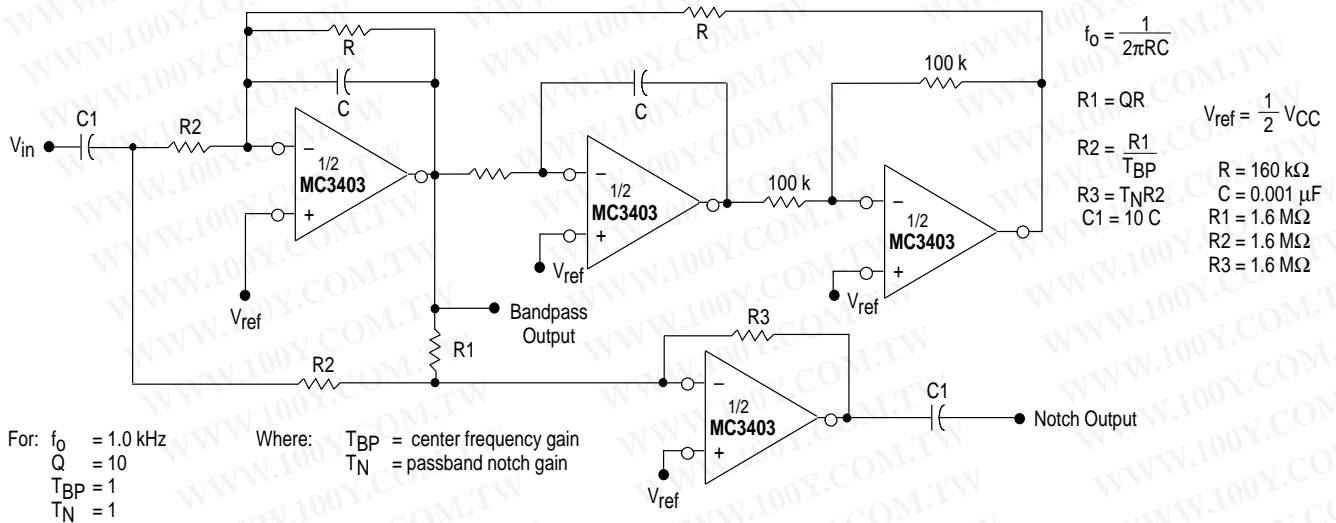 R
R
C
C1
R2
Vin
1/2
MC3403
Vref
C
1/2
MC3403
Vref
100 k
100 k
1/2
MC3403
Vref
fo = 1/2πRC
R1 = QR
R2 = R1/TBP
R3 = TNR2
C1 = 10 C
Vref = 1/2 VCC
R = 160 kΩ
C = 0.001 μF
R1 = 1.6 MΩ
R2 = 1.6 MΩ
R3 = 1.6 MΩ
Bandpass
Output
R1
R2
R3
1/2
MC3403
Vref
C1
Notch Output
For: fo = 1.0 kHz
Q = 10
TBP = 1
TN = 1
Where: TBP = center frequency gain
TN = passband notch gain
WWW.100Y.COM.TW